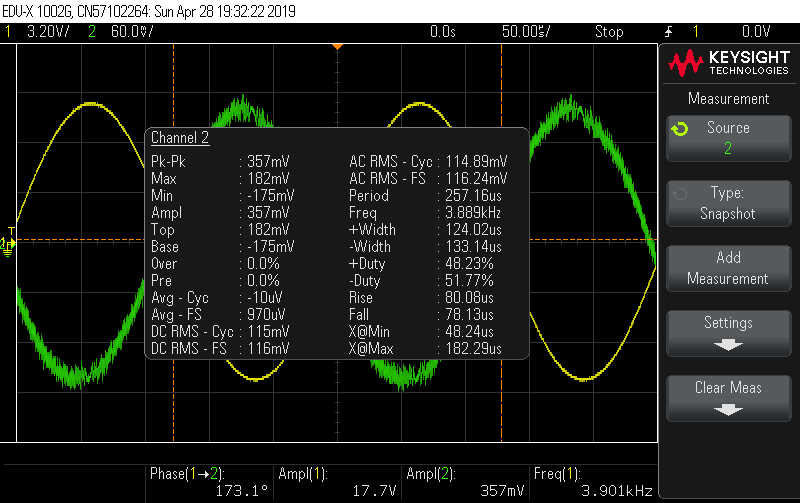 EDU-X 1002G, CN57102264: Sun Apr 28 19:32:22 2019
1 3.20V/ 2 60.0mV/ 0.0s 50.00us/ Stop 1 0.0V
KEYSIGHT
TECHNOLOGIES
Measurement
Source
2
Type:
Snapshot
Add
Measurement
Settings
Clear Meas
T
Channel 2
Pk-Pk : 357mV AC RMS - Cyc : 114.89mV
Max : 182mV AC RMS - FS : 116.24mV
Min : -175mV Period : 257.16us
Ampl : 357mV Freq : 3.889kHz
Top : 182mV +Width : 124.02us
Base : -175mV -Width : 133.14us
Over : 0.0% +Duty : 48.23%
Pre : 0.0% -Duty : 51.77%
Avg - Cyc : -10uV Rise : 80.08us
Avg - FS : 970uV Fall : 78.13us
DC RMS - Cyc : 115mV X@Min : 48.24us
DC RMS - FS : 116mV X@Max : 182.29us
Phase(1→2): Ampl(1): Ampl(2): Freq(1):
173.1° 17.7V 357mV 3.901kHz